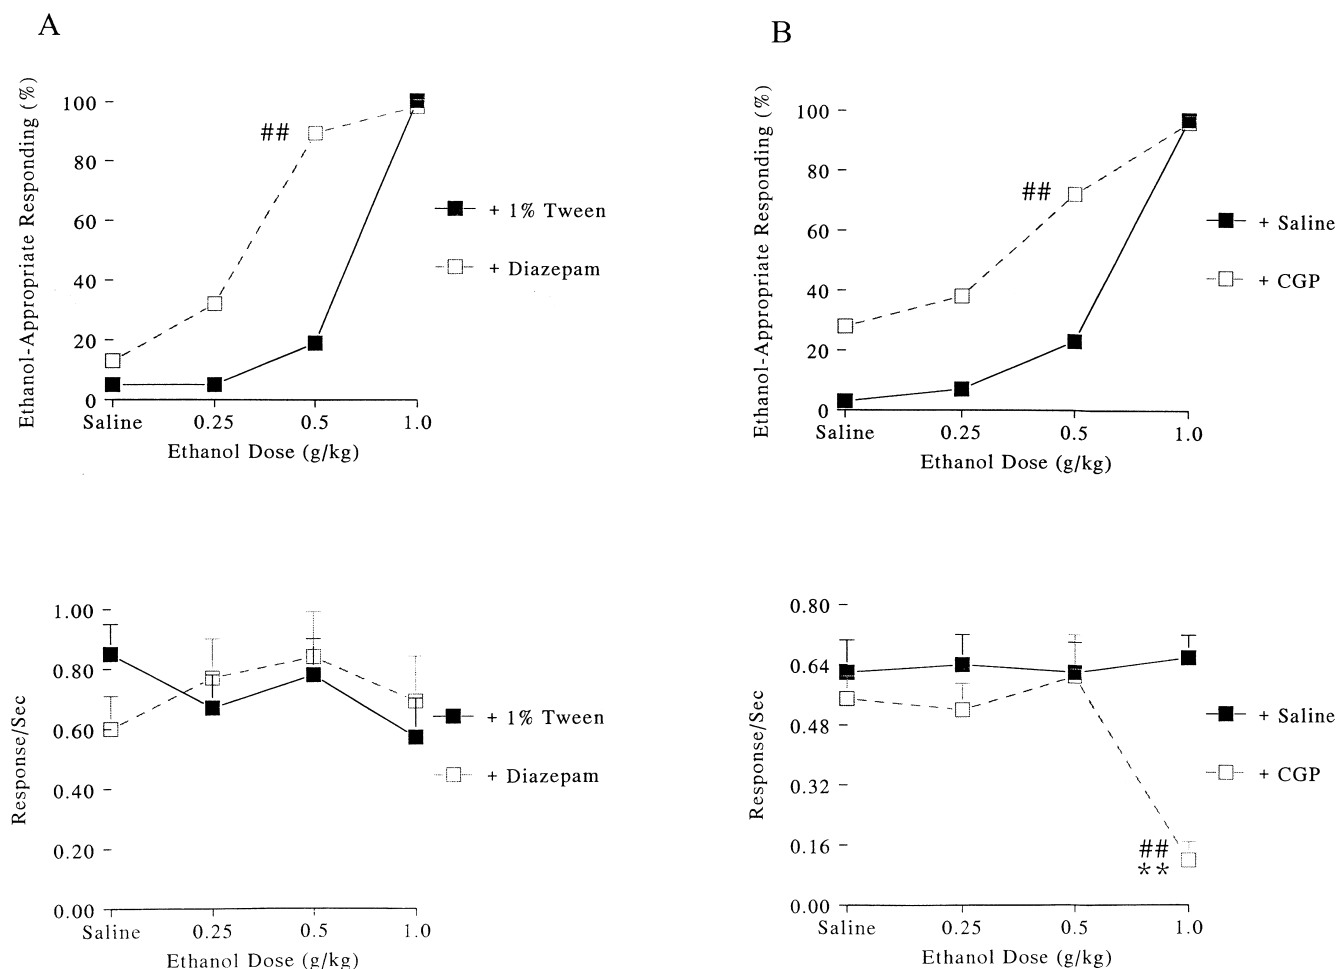 A
Ethanol-Appropriate Responding (%)
100
80
60
40
20
0
Saline
0.25
0.5
1.0
Ethanol Dose (g/kg)
##
+ 1% Tween
+ Diazepam
B
Ethanol-Appropriate Responding (%)
100
80
60
40
20
0
Saline
0.25
0.5
1.0
Ethanol Dose (g/kg)
##
+ Saline
+ CGP
Response/Sec
1.00
0.80
0.60
0.40
0.20
0.00
Saline
0.25
0.5
1.0
Ethanol Dose (g/kg)
+ 1% Tween
+ Diazepam
Response/Sec
0.80
0.64
0.48
0.32
0.16
0.00
Saline
0.25
0.5
1.0
Ethanol Dose (g/kg)
##
**
+ Saline
+ CGP